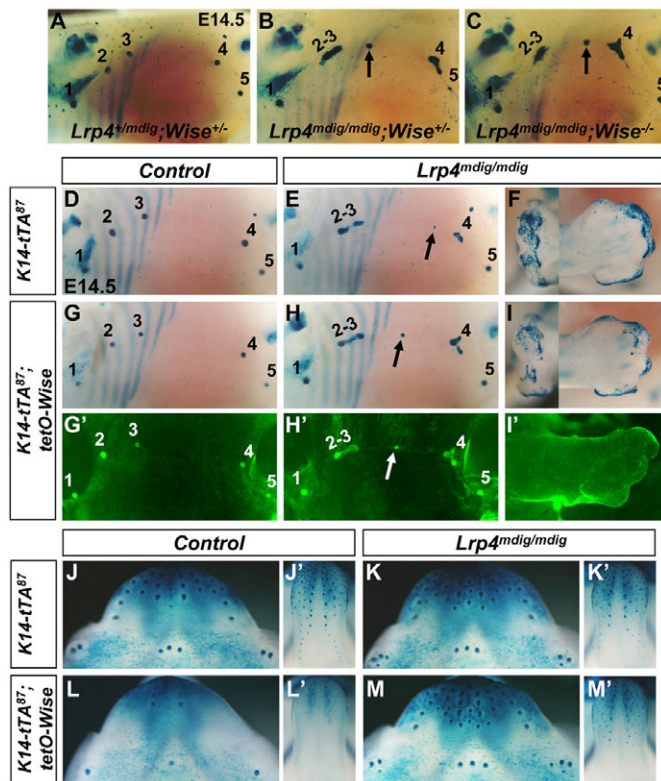 A E14.5 1 2 3 4 5 Lrp4+/mdig;Wise+/-
B 2-3 4 Lrp4mdig/mdig;Wise+/-
C 2-3 4 1 5 Lrp4mdig/mdig;Wise-/-
Control Lrp4mdig/mdig
K14-tTA87
D 1 2 3 4 5 E14.5
E 2-3 4 1 5
F
K14-tTA87; tetO-Wise
G 1 2 3 4 5
H 2-3 4 1 5
I
G' 1 2 3 4 5
H' 1 2-3 4 5
I'
Control Lrp4mdig/mdig
K14-tTA87
J J' K K'
K14-tTA87; tetO-Wise
L L' M M'